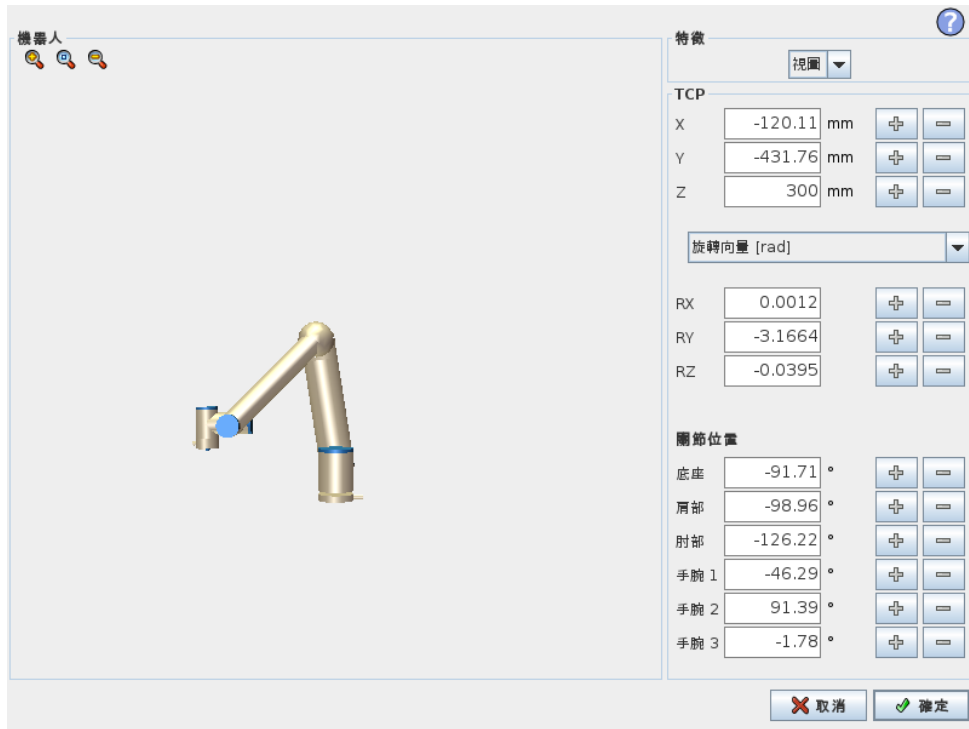 機器人
特徵
視圖
TCP
X -120.11 mm
Y -431.76 mm
Z 300 mm
旋轉向量 [rad]
RX 0.0012
RY -3.1664
RZ -0.0395
關節位置
底座 -91.71 °
肩部 -98.96 °
肘部 -126.22 °
手腕 1 -46.29 °
手腕 2 91.39 °
手腕 3 -1.78 °
取消 確定